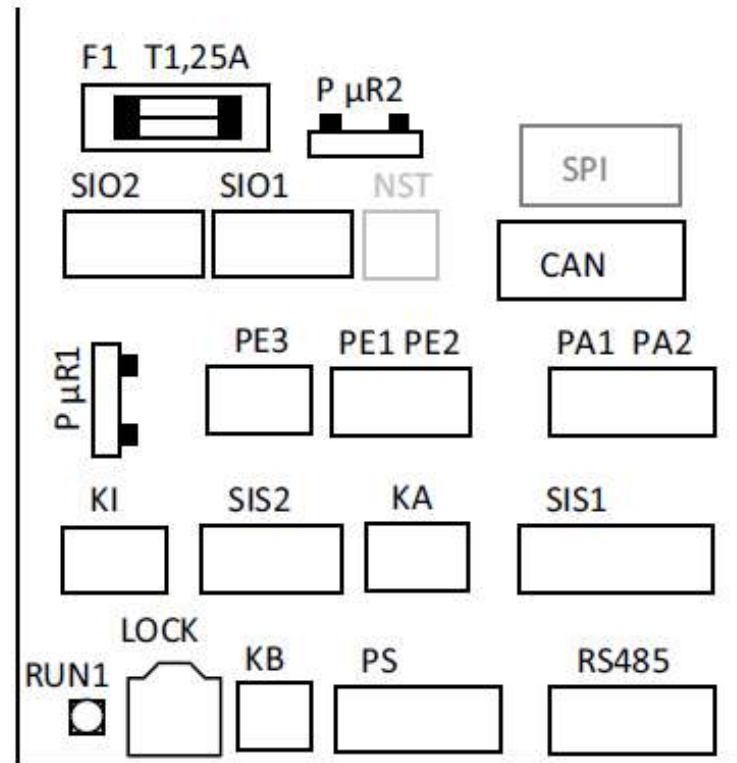 F1 T1,25A
P µR2
SPI
SIO2 SIO1 NST
CAN
PE3 PE1 PE2 PA1 PA2
P µR1
KI SIS2 KA SIS1
LOCK
RUN1 KB PS RS485